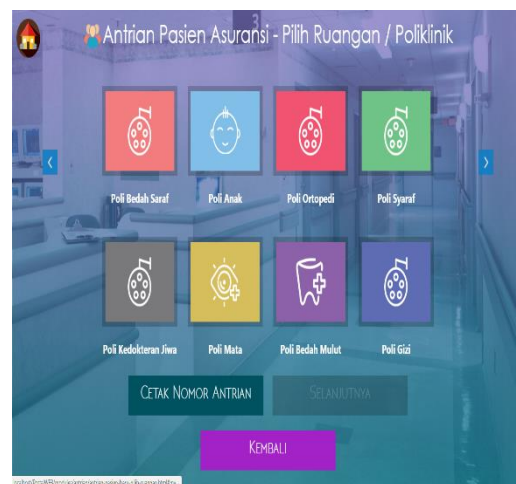 Antrian Pasien Asuransi - Pilih Ruangan / Poliklinik
Poli Bedah Saraf
Poli Anak
Poli Ortopedi
Poli Syaraf
Poli Kedokteran Jiwa
Poli Mata
Poli Bedah Mulut
Poli Gizi
CETAK NOMOR ANTRIAN
SELANJUTNYA
KEMBALI